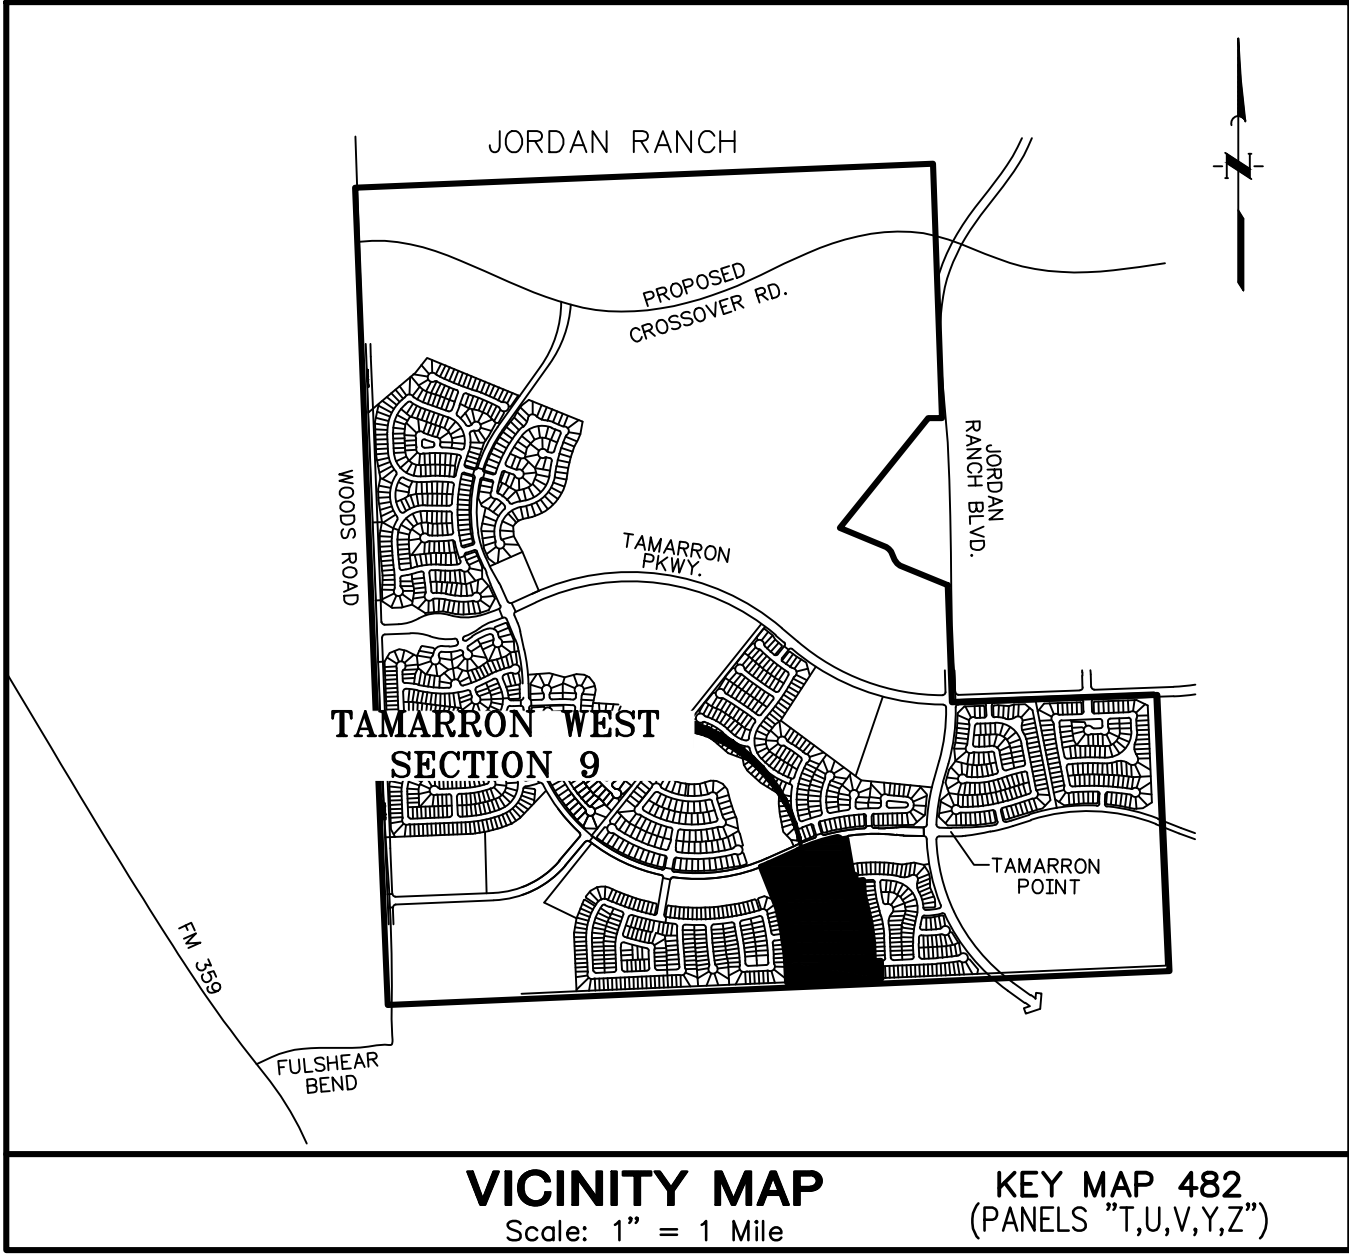 JORDAN RANCH
N
PROPOSED
CROSSOVER RD.
JORDAN
RANCH BLVD.
WOODS ROAD
TAMARRON
PKWY.
TAMARRON WEST
SECTION 9
TAMARRON
POINT
FM 359
FULSHEAR
BEND
VICINITY MAP
Scale: 1" = 1 Mile
KEY MAP 482
(PANELS "T,U,V,Y,Z")